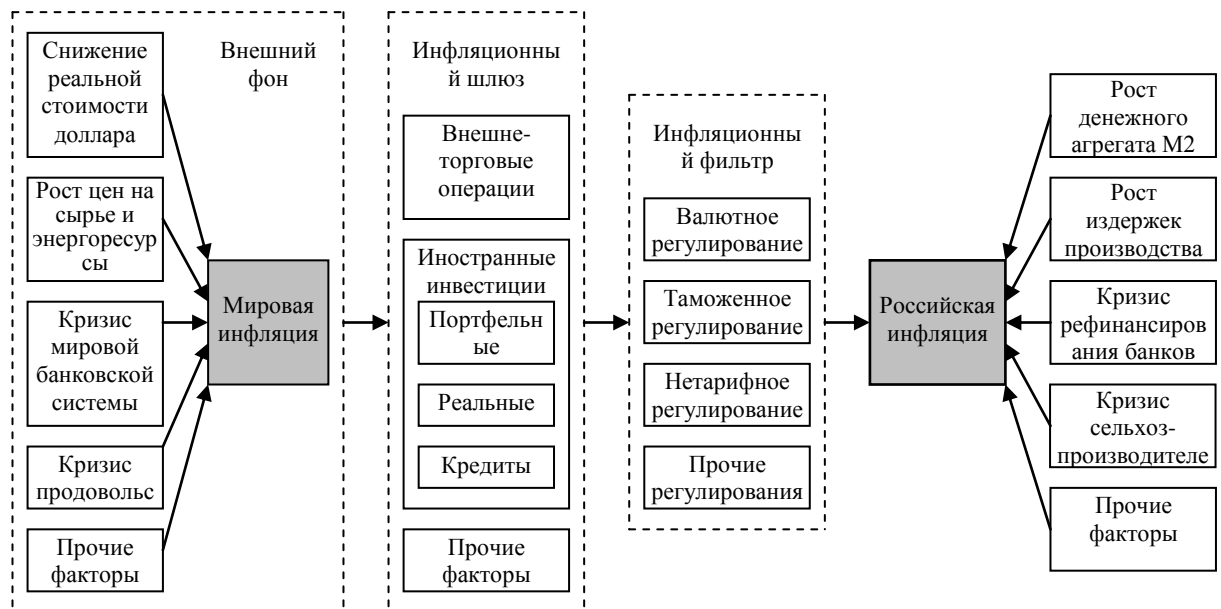 Внешний
фон
Снижение
реальной
стоимости
доллара
Рост цен на
сырье и
энергоресур
сы
Кризис
мировой
банковской
системы
Кризис
продовольс
Прочие
факторы
Мировая
инфляция
Инфляционны
й шлюз
Внешне-
торговые
операции
Иностранные
инвестиции
Портфельн
ые
Реальные
Кредиты
Прочие
факторы
Инфляционны
й фильтр
Валютное
регулирование
Таможенное
регулирование
Нетарифное
регулирование
Прочие
регулирования
Российская
инфляция
Рост
денежного
агрегата М2
Рост
издержек
производства
Кризис
рефинансиров
ания банков
Кризис
сельхоз-
производителе
Прочие
факторы